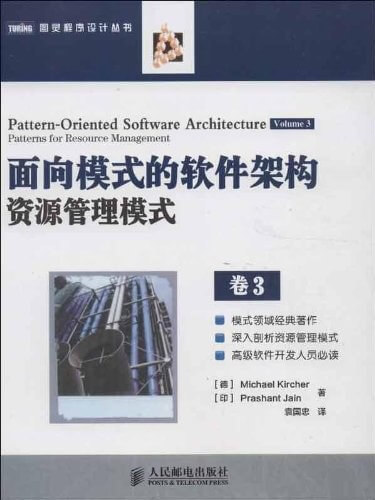 TURING 图灵程序设计丛书
Pattern-Oriented Software Architecture Volume 3
Patterns for Resource Management
面向模式的软件架构
资源管理模式
卷3
模式领域经典著作
深入剖析资源管理模式
高级软件开发人员必读
[德] Michael Kircher
[印] Prashant Jain 著
袁国忠 译
人民邮电出版社
POSTS & TELECOM PRESS